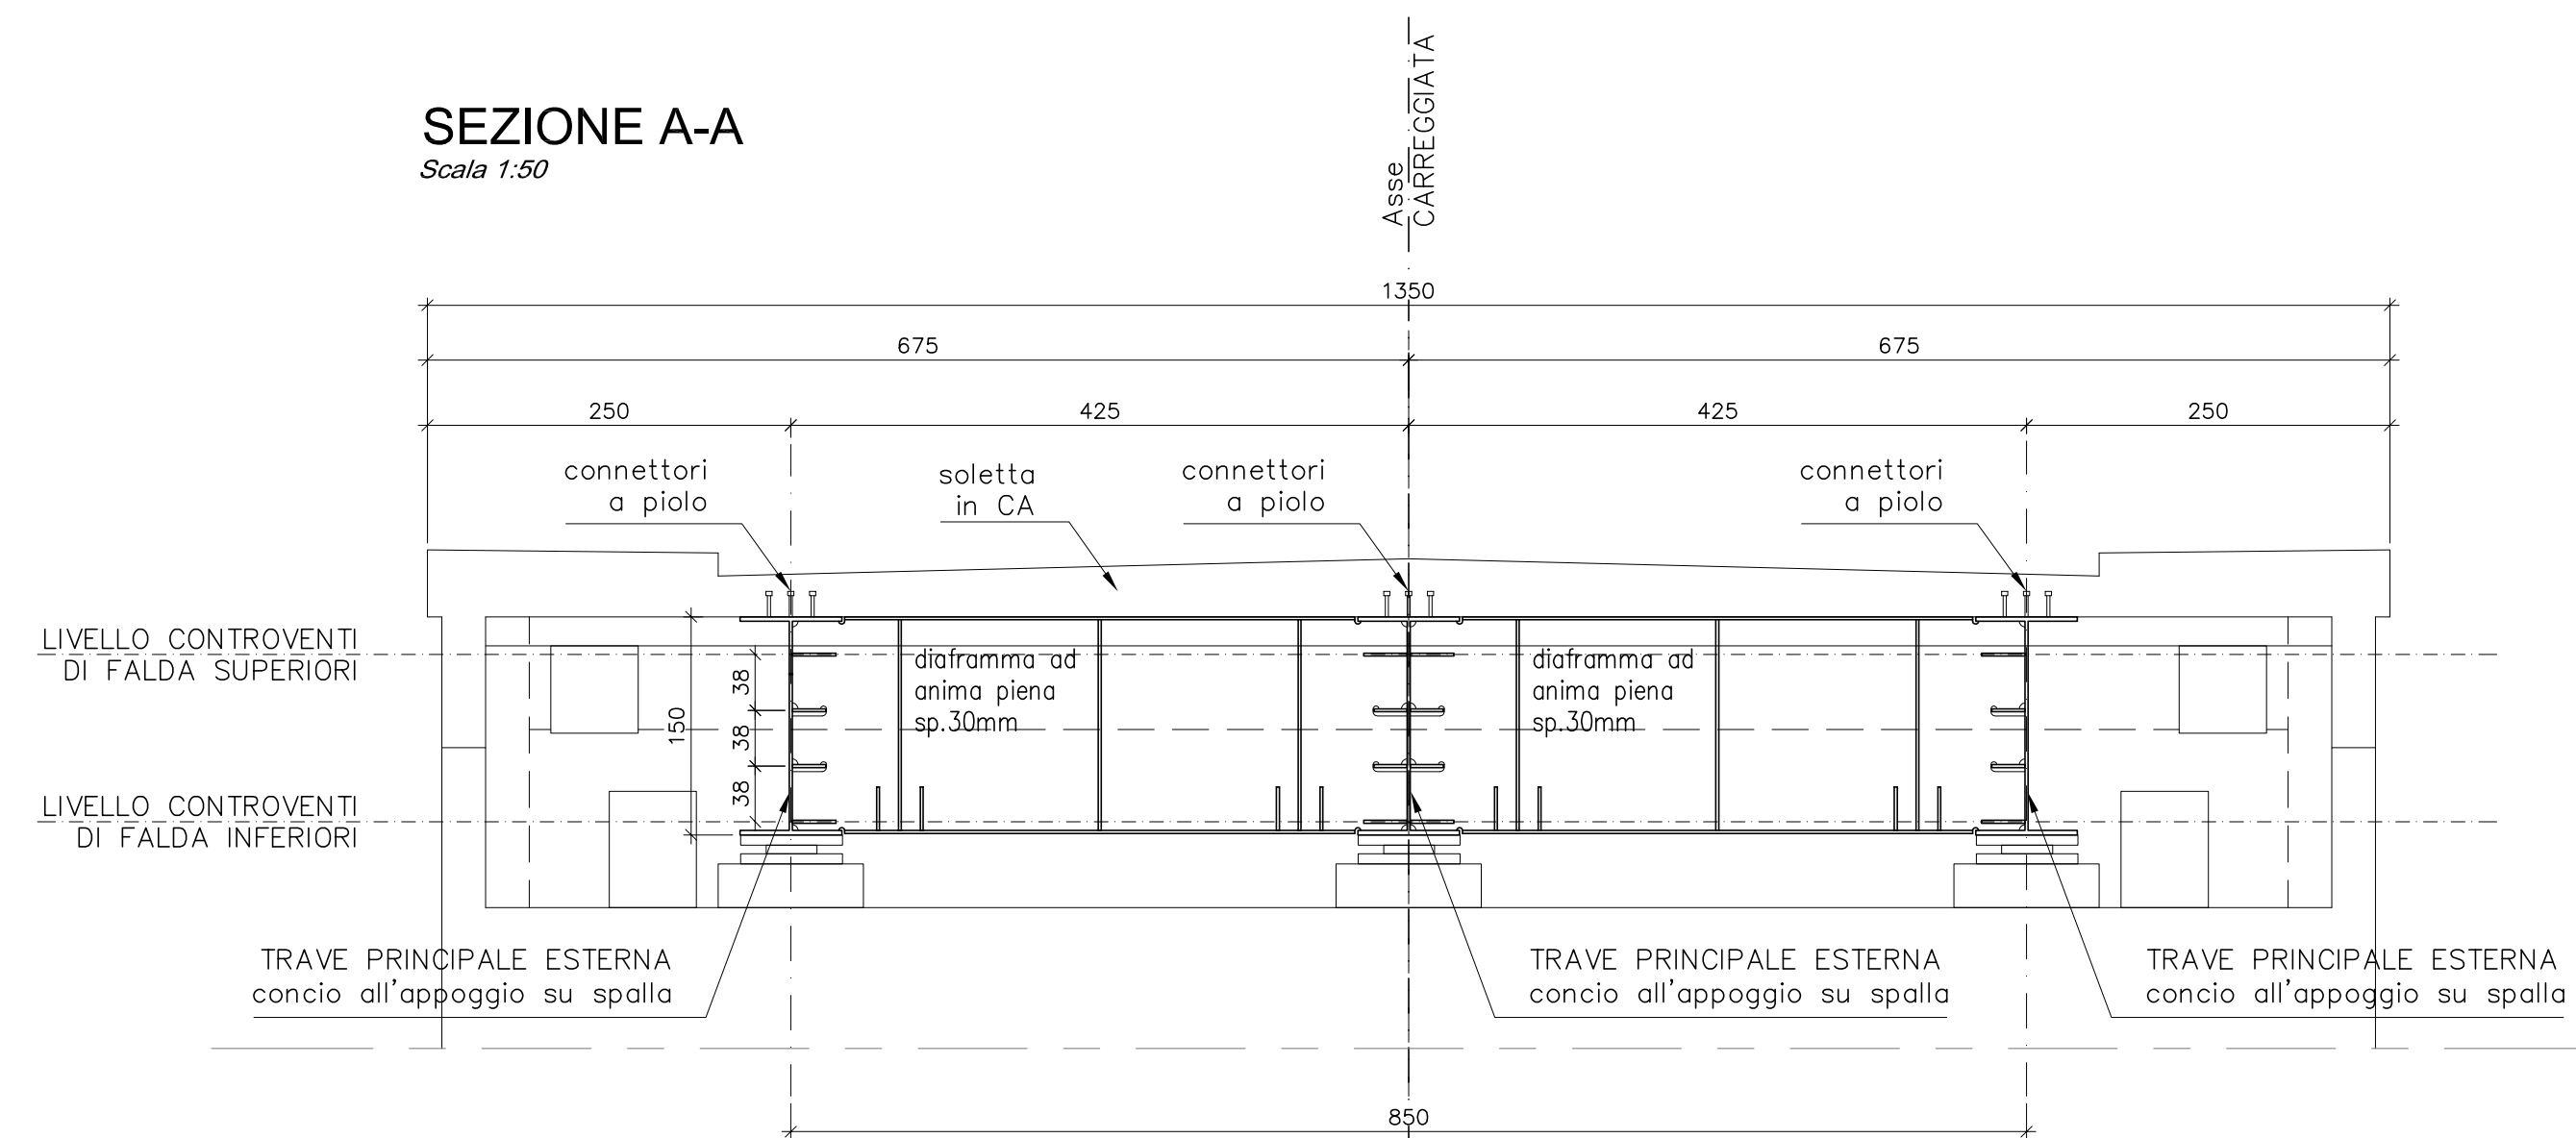 Asse
CARREGGIATA
SEZIONE A-A
Scala 1:50
1350
675
675
250
425
425
250
connettori
a piolo
soletta
in CA
connettori
a piolo
connettori
a piolo
LIVELLO CONTROVENTI
DI FALDA SUPERIORI
diaframma ad
anima piena
sp.30mm
diaframma ad
anima piena
sp.30mm
150
38
38
38
LIVELLO CONTROVENTI
DI FALDA INFERIORI
TRAVE PRINCIPALE ESTERNA
concio all'appoggio su spalla
TRAVE PRINCIPALE ESTERNA
concio all'appoggio su spalla
TRAVE PRINCIPALE ESTERNA
concio all'appoggio su spalla
850